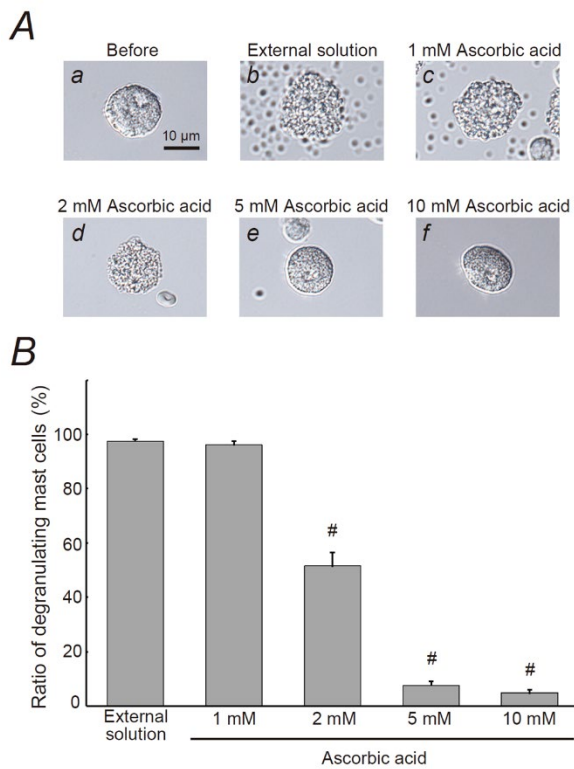 A
Before
External solution
1 mM Ascorbic acid
a
b
c
10 µm
2 mM Ascorbic acid
5 mM Ascorbic acid
10 mM Ascorbic acid
d
e
f
B
Ratio of degranulating mast cells (%)
100
80
60
40
20
0
#
#
#
External
solution
1 mM
2 mM
5 mM
10 mM
Ascorbic acid